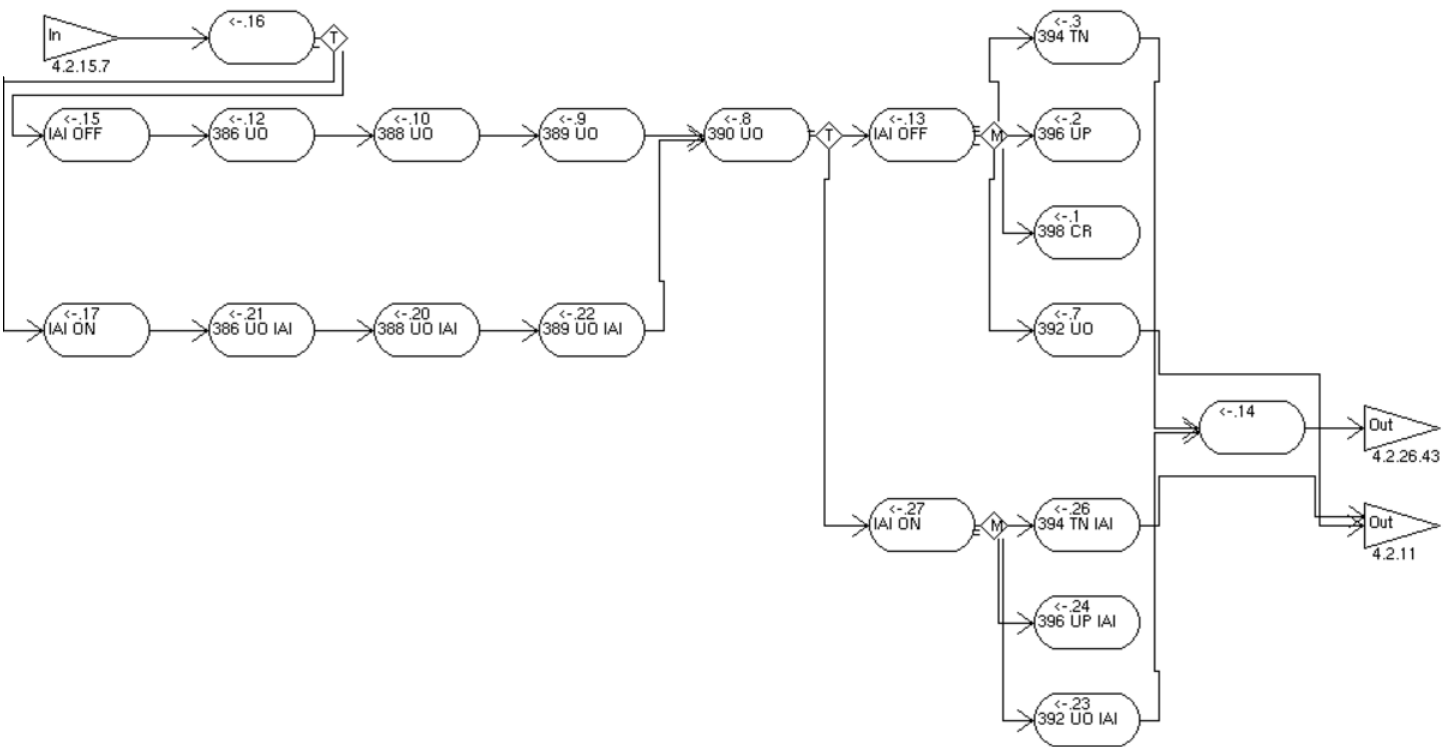 In
4.2.15.7
<-.16
T
<-.15
IAI OFF
<-.12
386 UO
<-.10
388 UO
<-.9
389 UO
<-.8
390 UO
T
<-.13
IAI OFF
M
<-.3
394 TN
<-.2
396 UP
<-.1
398 CR
<-.7
392 UO
<-.17
IAI ON
<-.21
386 UO IAI
<-.20
388 UO IAI
<-.22
389 UO IAI
<-.14
Out
4.2.26.43
<-.27
IAI ON
M
<-.26
394 TN IAI
Out
4.2.11
<-.24
396 UP IAI
<-.23
392 UO IAI